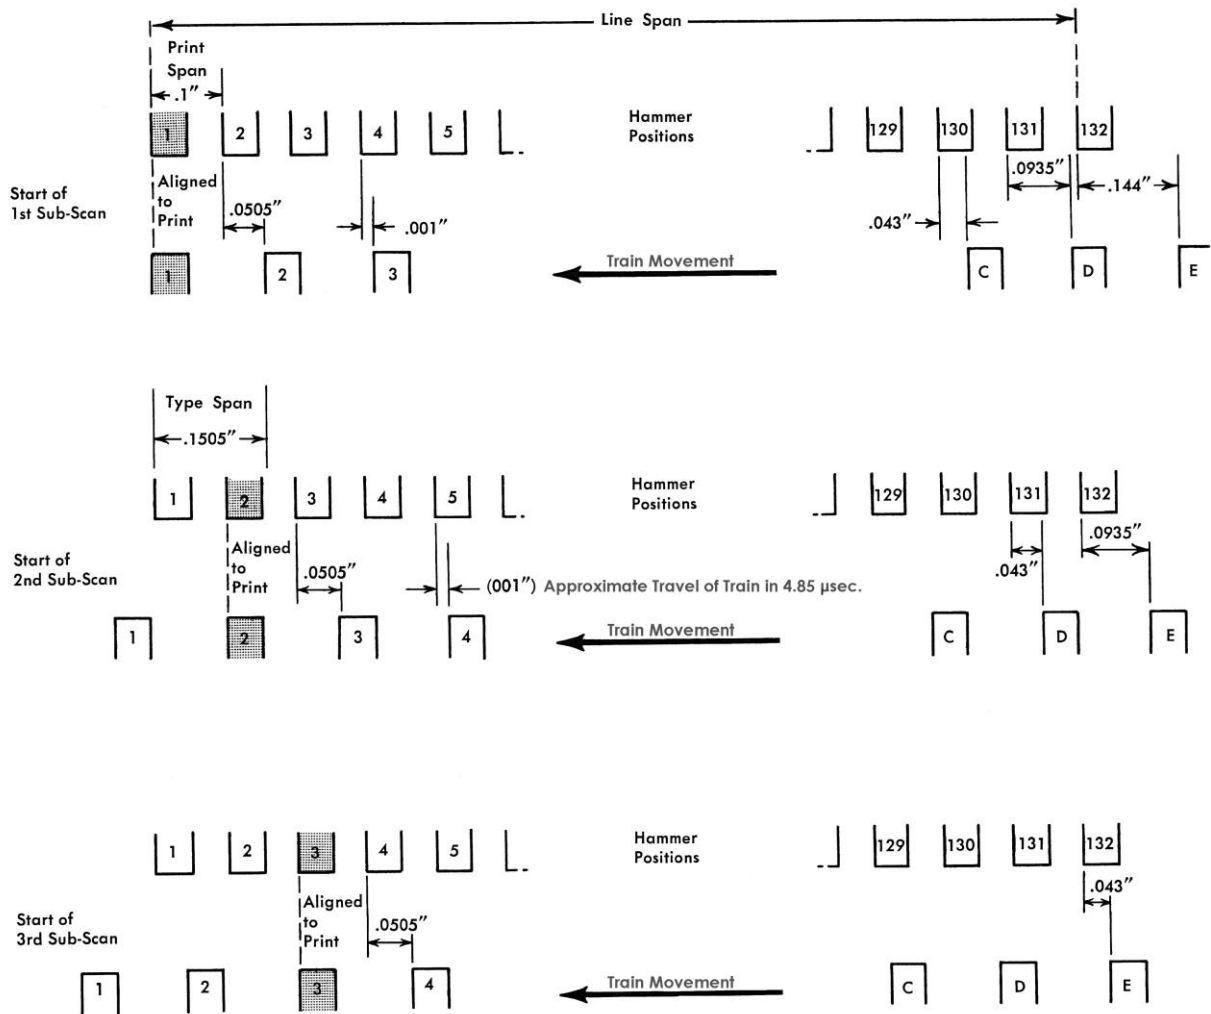 Line Span
Print
Span
.1″
1 2 3 4 5
Hammer
Positions
129 130 131 132
Start of
1st Sub-Scan
Aligned
to
Print
.0505″
.001″
.043″
.0935″
.144″
1 2 3
Train Movement
C D E
Type Span
.1505″
1 2 3 4 5
Hammer
Positions
129 130 131 132
Start of
2nd Sub-Scan
Aligned
to
Print
.0505″
(001″) Approximate Travel of Train in 4.85 µsec.
.043″
.0935″
1 2 3 4
Train Movement
C D E
1 2 3 4 5
Hammer
Positions
129 130 131 132
Start of
3rd Sub-Scan
Aligned
to
Print
.0505″
.043″
1 2 3 4
Train Movement
C D E